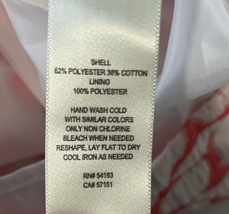 SHELL
62% POLYESTER 38% COTTON
LINING
100% POLYESTER
HAND WASH COLD
WITH SIMILAR COLORS
ONLY NON CHLORINE
BLEACH WHEN NEEDED
RESHAPE, LAY FLAT TO DRY
COOL IRON AS NEEDED
RN# 54163
CA# 57151